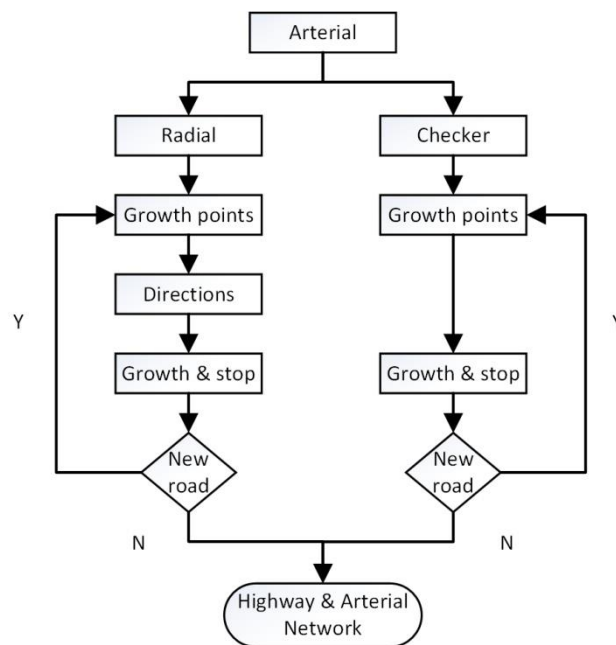 Arterial
Radial
Checker
Growth points
Growth points
Directions
Y
Y
Growth & stop
Growth & stop
New
road
New
road
N
N
Highway & Arterial
Network